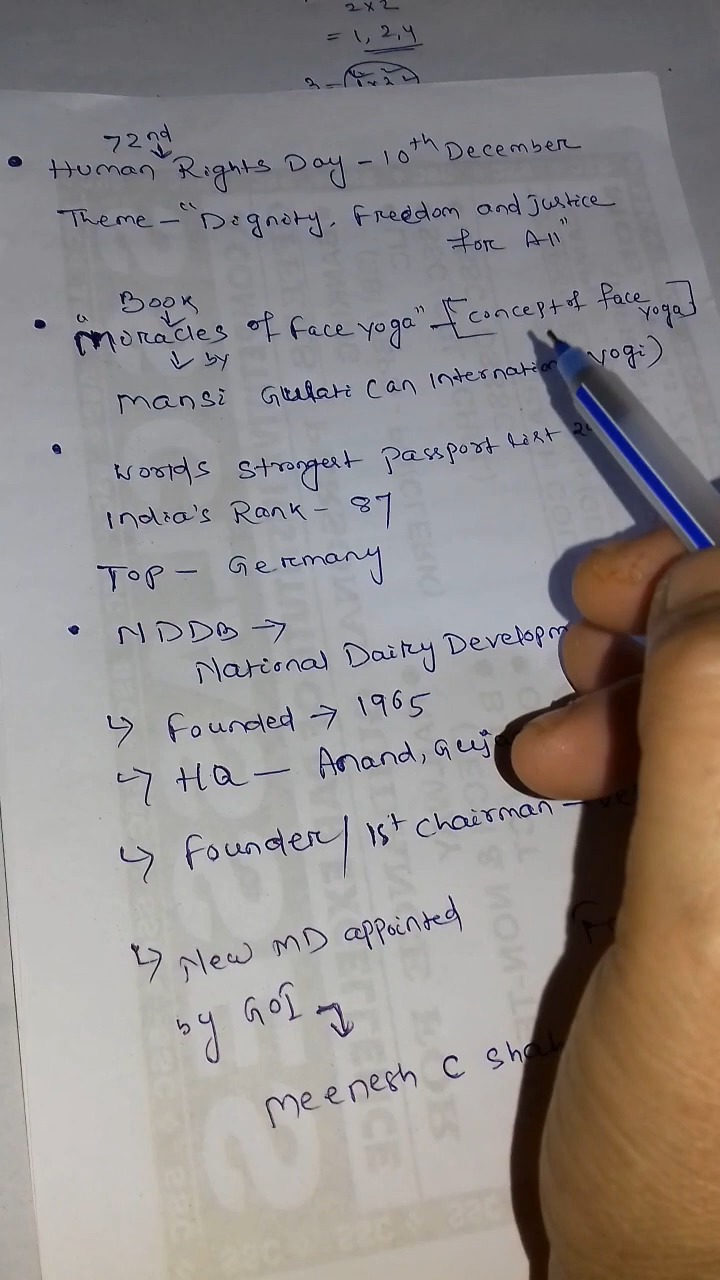 2x2
= 1, 2, 4
72nd
• Human Rights Day - 10th December
Theme - "Dignity, Freedom and justice
for All"
Book
• "Miracles of Face yoga" - [concept of face
yoga]
↳ by
Mansi Gulati (an Internation yogi)
• Worlds strongest Passport List
India's Rank - 87
Top - Germany
• NDDB →
National Dairy Developm
↳ Founded → 1965
↳ HQ - Anand, Guj
↳ Founder/ 1st Chairman -
↳ New MD appointed
by GOI ↴
Meenesh C Sha